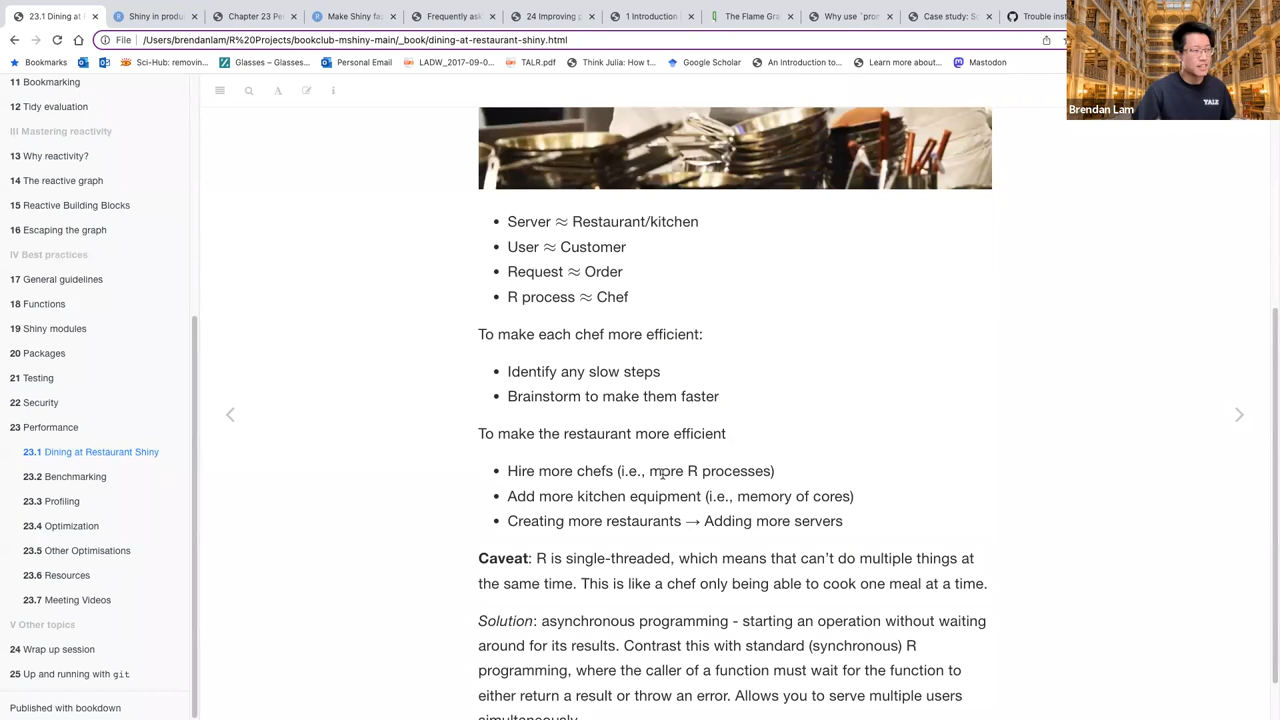 23.1 Dining at
Shiny in produ
Chapter 23 Pe
Make Shiny fa
Frequently ask
24 Improving p
1 Introduction
The Flame Gra
Why use `pron
Case study: Sc
Trouble inst
File /Users/brendanlam/R%20Projects/bookclub-mshiny-main/_book/dining-at-restaurant-shiny.html
Bookmarks
Sci-Hub: removin...
Glasses – Glasses...
Personal Email
LADW_2017-09-0...
TALR.pdf
Think Julia: How t...
Google Scholar
An Introduction to...
Learn more about...
Mastodon
YALE
Brendan Lam
11 Bookmarking
12 Tidy evaluation
III Mastering reactivity
13 Why reactivity?
14 The reactive graph
15 Reactive Building Blocks
16 Escaping the graph
IV Best practices
17 General guidelines
18 Functions
19 Shiny modules
20 Packages
21 Testing
22 Security
23 Performance
23.1 Dining at Restaurant Shiny
23.2 Benchmarking
23.3 Profiling
23.4 Optimization
23.5 Other Optimisations
23.6 Resources
23.7 Meeting Videos
V Other topics
24 Wrap up session
25 Up and running with git
Published with bookdown
• Server ≈ Restaurant/kitchen
• User ≈ Customer
• Request ≈ Order
• R process ≈ Chef
To make each chef more efficient:
• Identify any slow steps
• Brainstorm to make them faster
To make the restaurant more efficient
• Hire more chefs (i.e., more R processes)
• Add more kitchen equipment (i.e., memory of cores)
• Creating more restaurants → Adding more servers
Caveat: R is single-threaded, which means that can't do multiple things at
the same time. This is like a chef only being able to cook one meal at a time.
Solution: asynchronous programming - starting an operation without waiting
around for its results. Contrast this with standard (synchronous) R
programming, where the caller of a function must wait for the function to
either return a result or throw an error. Allows you to serve multiple users
simultaneously.